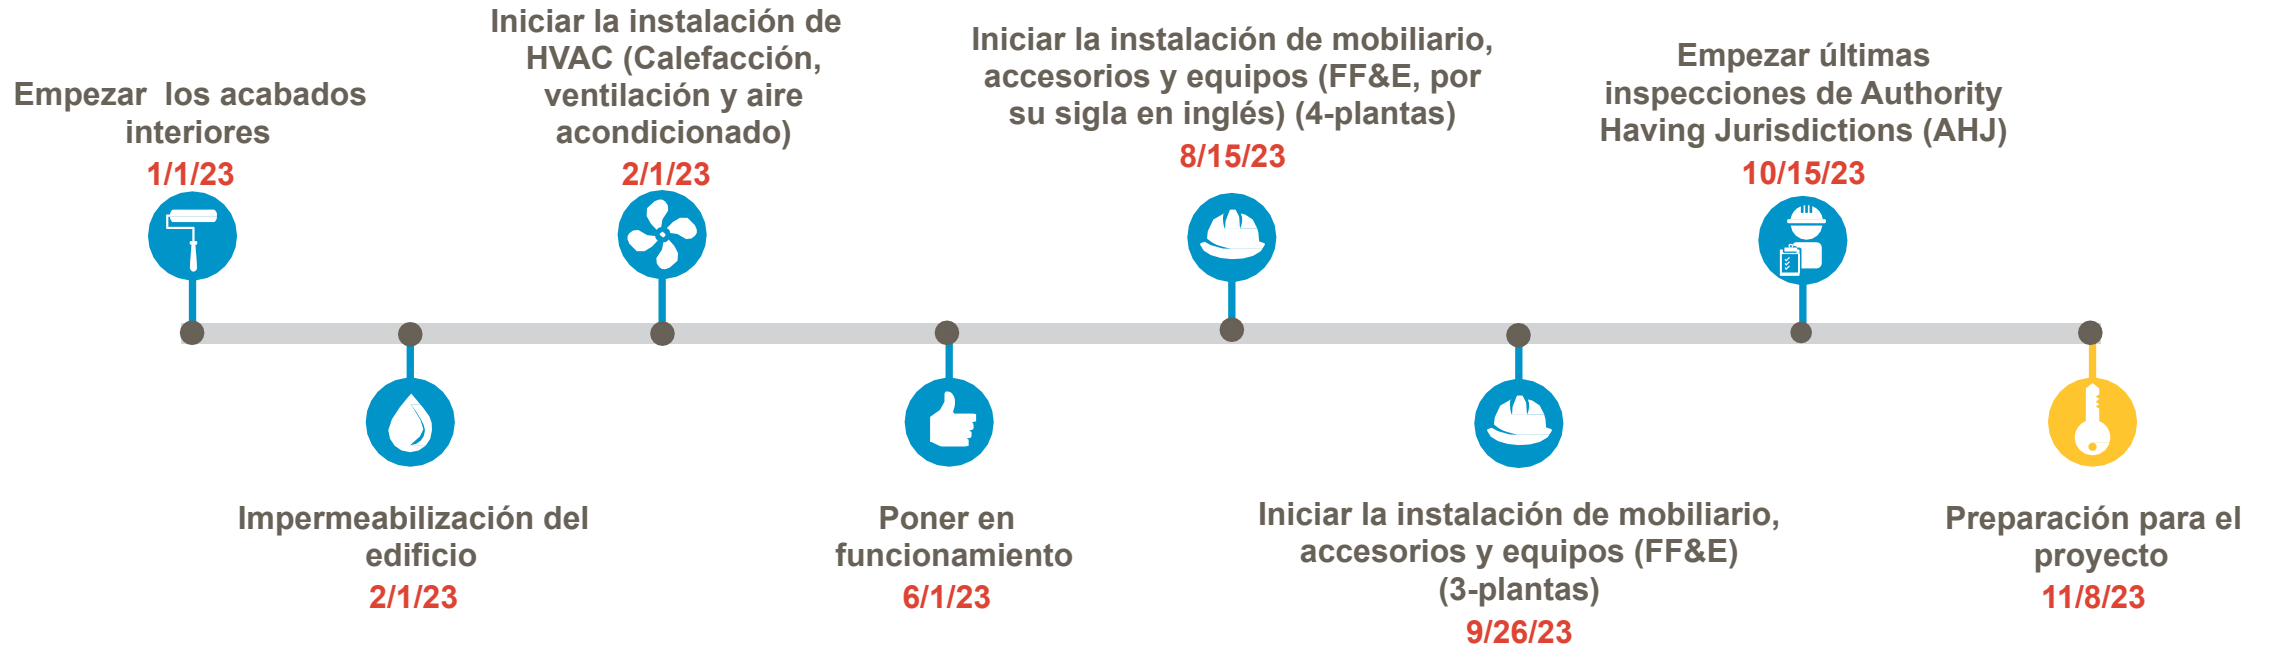 Empezar  los acabados
interiores
1/1/23
Impermeabilización del
edificio
2/1/23
Iniciar la instalación de
HVAC (Calefacción,
ventilación y aire
acondicionado)
2/1/23
Poner en
funcionamiento
6/1/23
Iniciar la instalación de mobiliario,
accesorios y equipos (FF&E, por
su sigla en inglés) (4-plantas)
8/15/23
Iniciar la instalación de mobiliario,
accesorios y equipos (FF&E)
(3-plantas)
9/26/23
Empezar últimas
inspecciones de Authority
Having Jurisdictions (AHJ)
10/15/23
Preparación para el
proyecto
11/8/23